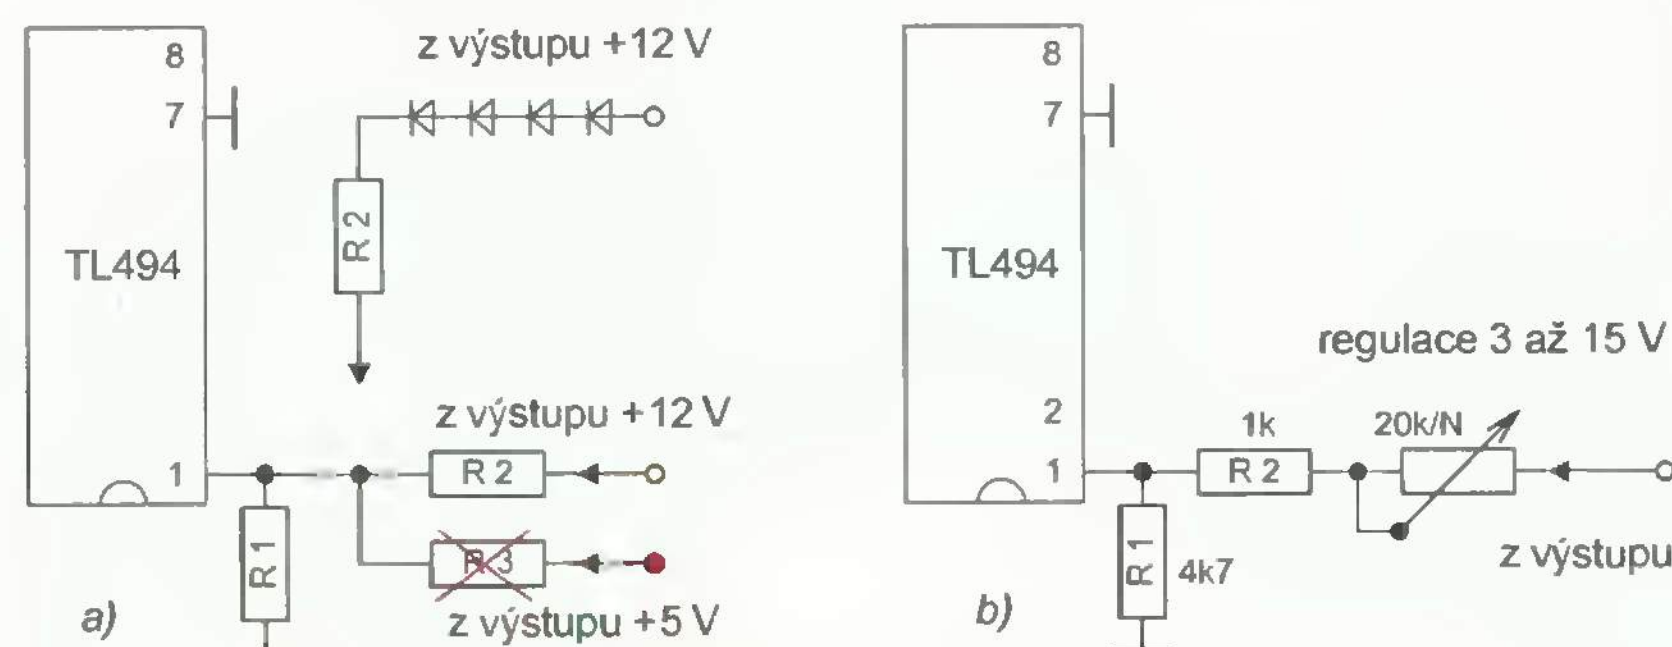 8
7
TL494
1
z výstupu +12 V
R 2
z výstupu +12 V
R 2
R 3
z výstupu +5 V
R 1
a)
8
7
TL494
2
1
regulace 3 až 15 V
1k
R 2
20k/N
z výstupu
R 1
4k7
b)